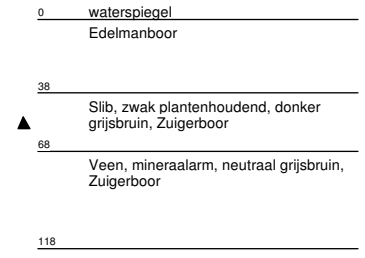 0 waterspiegel
Edelmanboor
38
Slib, zwak plantenhoudend, donker
grijsbruin, Zuigerboor
68
Veen, mineraalarm, neutraal grijsbruin,
Zuigerboor
118